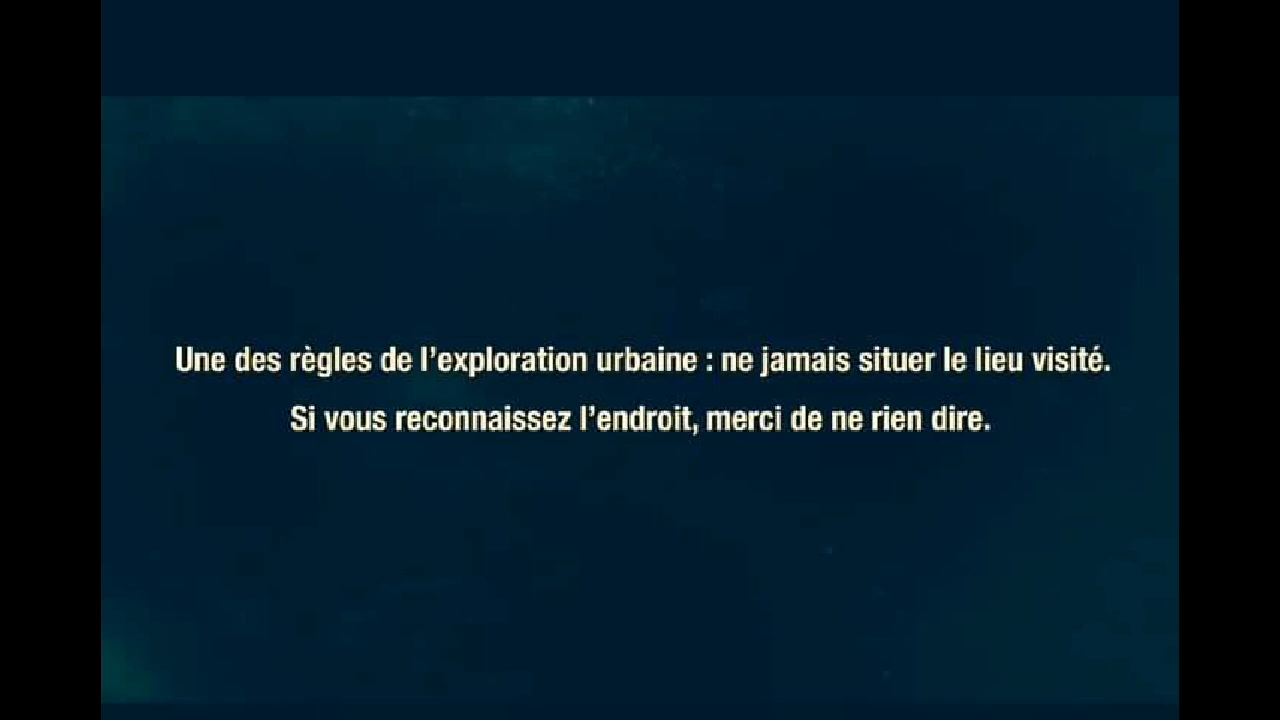 Une des règles de l’exploration urbaine : ne jamais situer le lieu visité.
Si vous reconnaissez l’endroit, merci de ne rien dire.